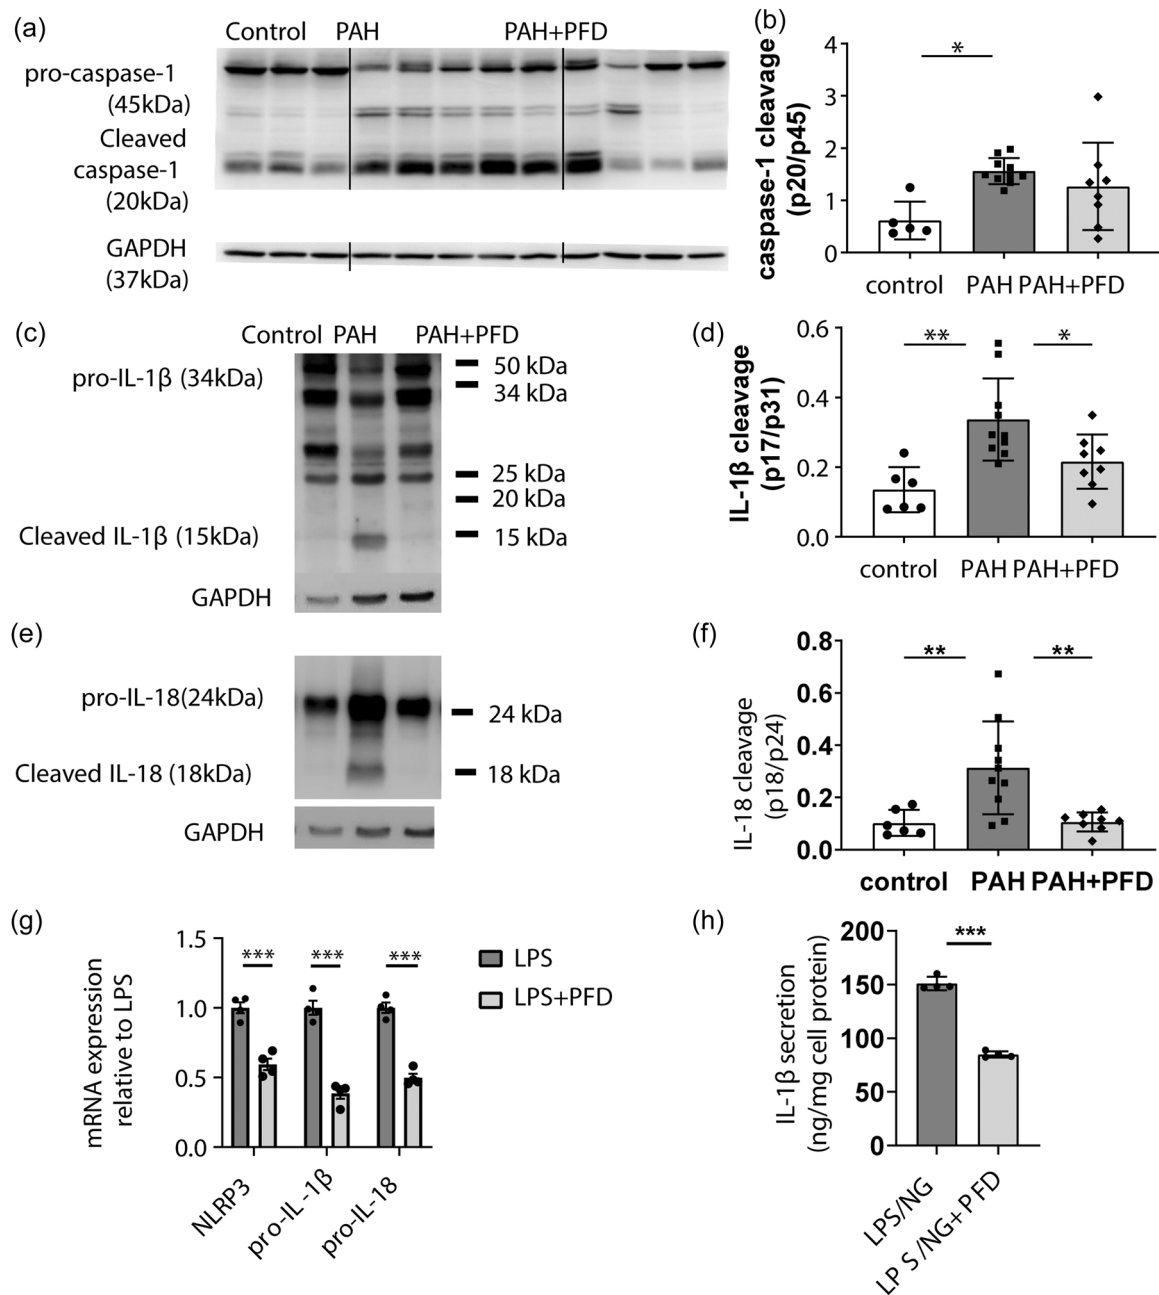 (a)
Control PAH PAH+PFD
pro-caspase-1
(45kDa)
Cleaved
caspase-1
(20kDa)
GAPDH
(37kDa)
(b)
caspase-1 cleavage
(p20/p45)
4
3
2
1
0
*
control PAH PAH+PFD
(c)
Control PAH PAH+PFD
pro-IL-1β (34kDa)
Cleaved IL-1β (15kDa)
GAPDH
50 kDa
34 kDa
25 kDa
20 kDa
15 kDa
(d)
IL-1β cleavage
(p17/p31)
0.6
0.4
0.2
0.0
** *
control PAH PAH+PFD
(e)
pro-IL-18(24kDa)
Cleaved IL-18 (18kDa)
GAPDH
24 kDa
18 kDa
(f)
IL-18 cleavage
(p18/p24)
0.8
0.6
0.4
0.2
0.0
** **
control PAH PAH+PFD
(g)
mRNA expression
relative to LPS
1.5
1.0
0.5
0.0
*** *** ***
NLRP3
pro-IL-1β
pro-IL-18
LPS
LPS+PFD
(h)
IL-1β secretion
(ng/mg cell protein)
200
150
100
50
0
***
LPS/NG
LP S /NG+P FD